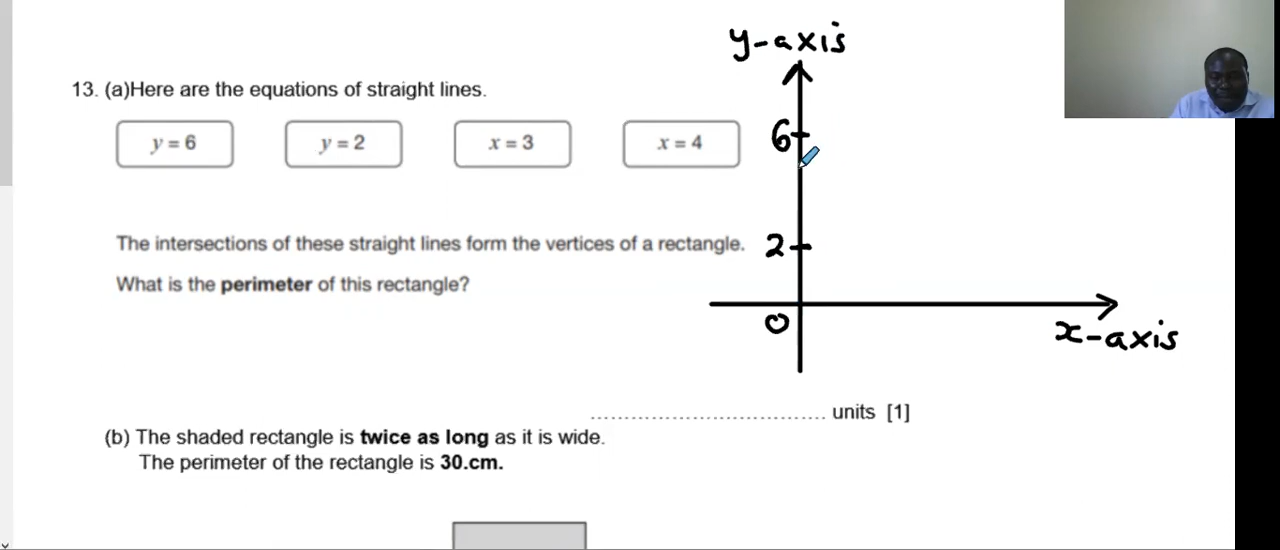 y-axis
13. (a)Here are the equations of straight lines.
y = 6 y = 2 x = 3 x = 4
6
The intersections of these straight lines form the vertices of a rectangle.
2
What is the perimeter of this rectangle?
0
x-axis
units [1]
(b) The shaded rectangle is twice as long as it is wide.
The perimeter of the rectangle is 30.cm.